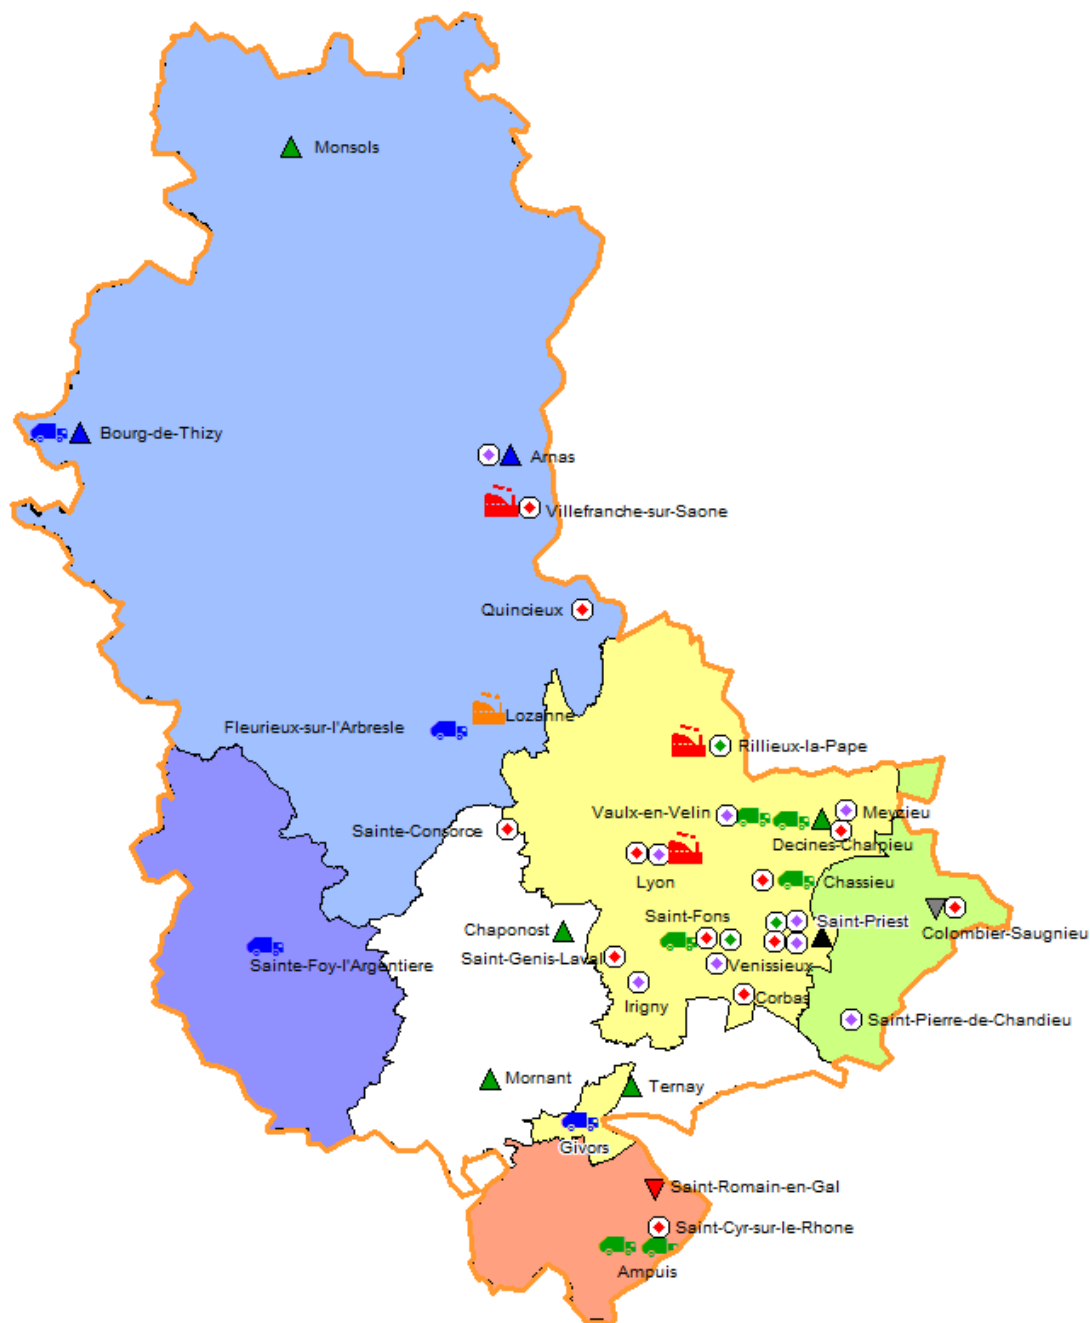 Monsols
Bourg-de-Thizy
Arnas
Villefranche-sur-Saone
Quincieux
Lozanne
Fleurieux-sur-l'Arbresle
Rillieux-la-Pape
Vaulx-en-Velin
Meyzieu
Sainte-Consorce
Decines-Charpieu
Lyon
Chassieu
Saint-Fons
Saint-Priest
Chaponost
Colombier-Saugnieu
Saint-Genis-Laval
Sainte-Foy-l'Argentiere
Venissieux
Irigny
Corbas
Saint-Pierre-de-Chandieu
Mornant
Ternay
Givors
Saint-Romain-en-Gal
Saint-Cyr-sur-le-Rhone
Ampuis